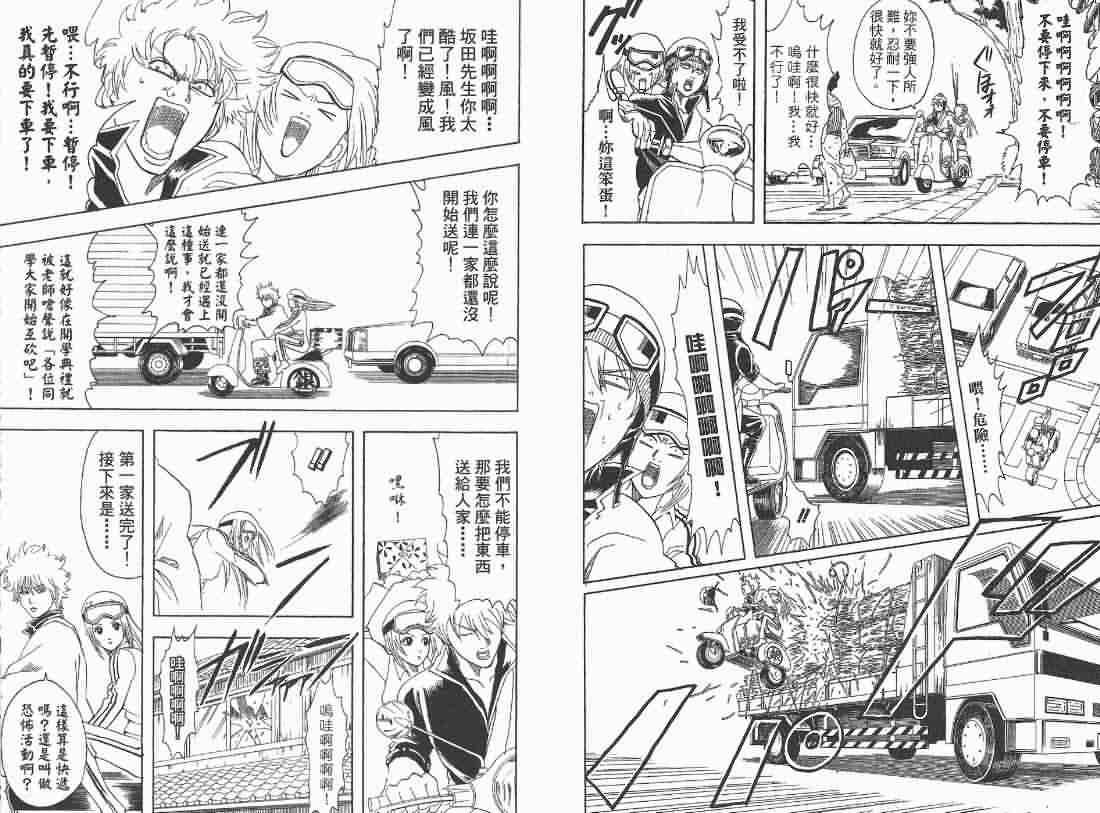 哇啊啊啊啊啊！
不要停下來，不要停車！
妳不要強人所
難，忍耐一下，
很快就好了。
什麼很快就好…
嗚哇啊！我…我
不行了！
我受不了啦！
啊…妳這笨蛋！
喂！危險……
哇啊啊啊啊啊啊！
哇啊啊啊啊…
坂田先生你太
酷了！風！我
們已經變成風
了啊！
喂…不行啊…暫停！
先暫停！我要下車，
我真的要下車了！
你怎麼這麼說呢！
我們連一家都還沒
開始送呢！
連一家都還沒開
始送就已經遇上
這種事，我才會
這麼說啊！
這就好像在開學典禮就
被老師嗆聲說「各位同
學大家開始互砍吧」！
我們不能停車，
那要怎麼把東西
送給人家……
嘿咻！
!!
嗚哇啊啊啊啊！
哇啊啊啊啊！
第一家送完了！
接下來是……
這樣算是快遞
嗎？還是叫做
恐怖活動啊？